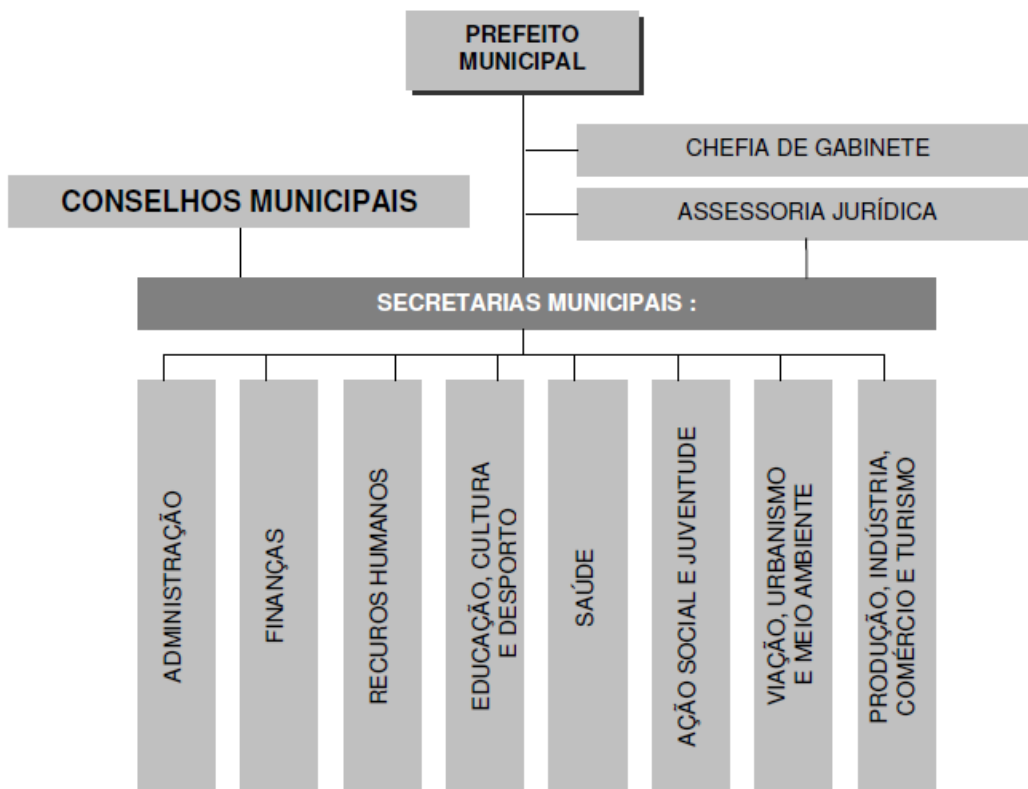 PREFEITO
MUNICIPAL
CHEFIA DE GABINETE
CONSELHOS MUNICIPAIS
ASSESSORIA JURÍDICA
SECRETARIAS MUNICIPAIS :
ADMINISTRAÇÃO
FINANÇAS
RECUROS HUMANOS
EDUCAÇÃO, CULTURA
E DESPORTO
SAÚDE
AÇÃO SOCIAL E JUVENTUDE
VIAÇÃO, URBANISMO
E MEIO AMBIENTE
PRODUÇÃO, INDÚSTRIA,
COMÉRCIO E TURISMO